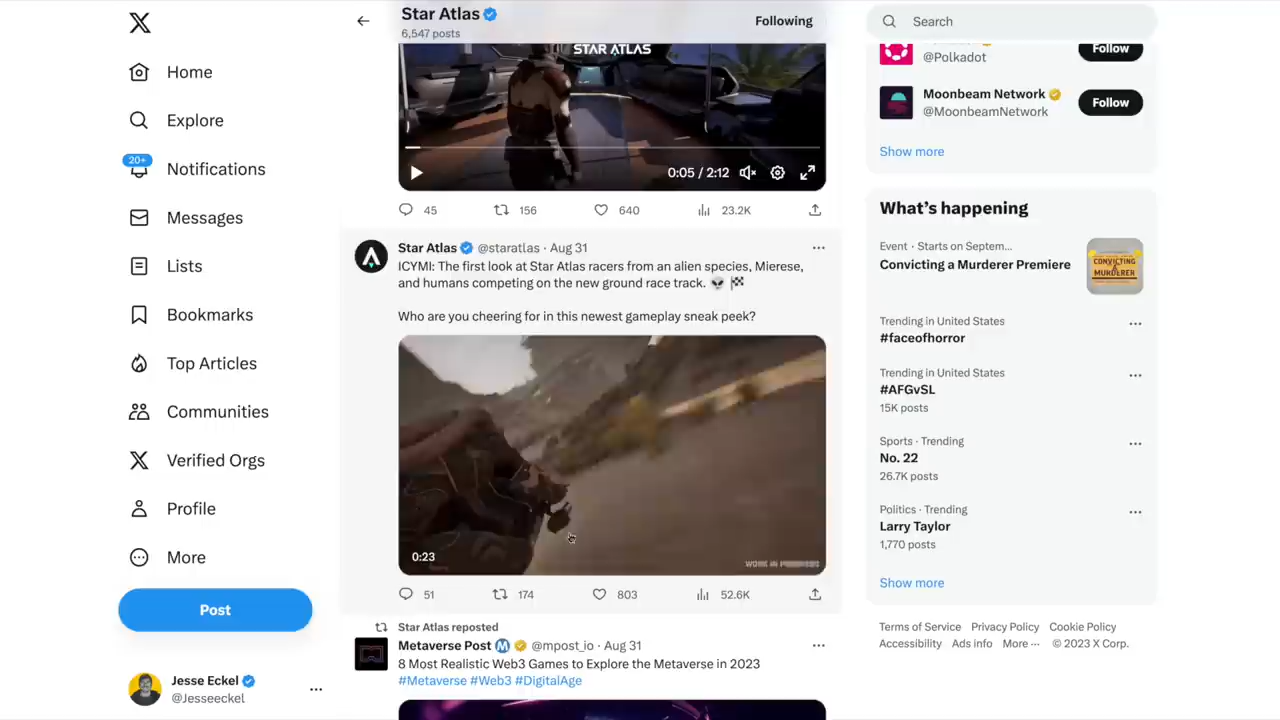 Home
Explore
20+
Notifications
Messages
Lists
Bookmarks
Top Articles
Communities
Verified Orgs
Profile
More
Post
Jesse Eckel
@Jesseeckel
Star Atlas
6,547 posts
Following
STAR ATLAS
0:05 / 2:12
45
156
640
23.2K
Star Atlas @staratlas · Aug 31
ICYMI: The first look at Star Atlas racers from an alien species, Mierese,
and humans competing on the new ground race track.
Who are you cheering for in this newest gameplay sneak peek?
0:23
WORK IN PROGRESS
51
174
803
52.6K
Star Atlas reposted
Metaverse Post @mpost_io · Aug 31
8 Most Realistic Web3 Games to Explore the Metaverse in 2023
#Metaverse #Web3 #DigitalAge
Search
@Polkadot
Follow
Moonbeam Network
@MoonbeamNetwork
Follow
Show more
What's happening
Event · Starts on Septem...
Convicting a Murderer Premiere
CONVICTING
A
MURDERER
Trending in United States
#faceofhorror
Trending in United States
#AFGvSL
15K posts
Sports · Trending
No. 22
26.7K posts
Politics · Trending
Larry Taylor
1,770 posts
Show more
Terms of Service Privacy Policy Cookie Policy
Accessibility Ads info More ··· © 2023 X Corp.